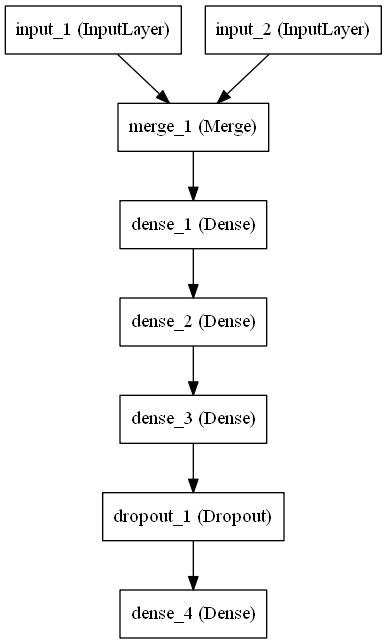 input_1 (InputLayer)
input_2 (InputLayer)
merge_1 (Merge)
dense_1 (Dense)
dense_2 (Dense)
dense_3 (Dense)
dropout_1 (Dropout)
dense_4 (Dense)